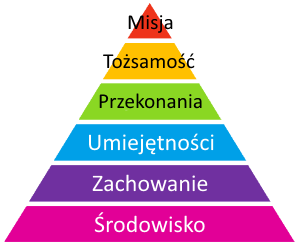 Misja
Tożsamość
Przekonania
Umiejętności
Zachowanie
Środowisko